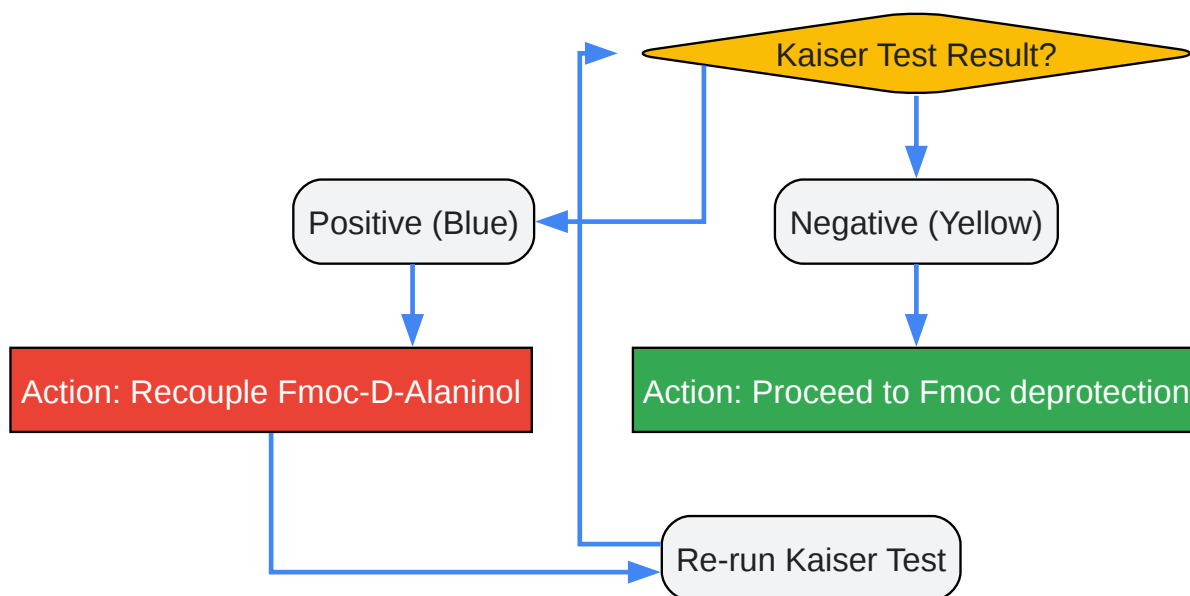 Kaiser Test Result?
Positive (Blue)
Negative (Yellow)
Action: Recouple Fmoc-D-Alaninol
Action: Proceed to Fmoc deprotection
Re-run Kaiser Test